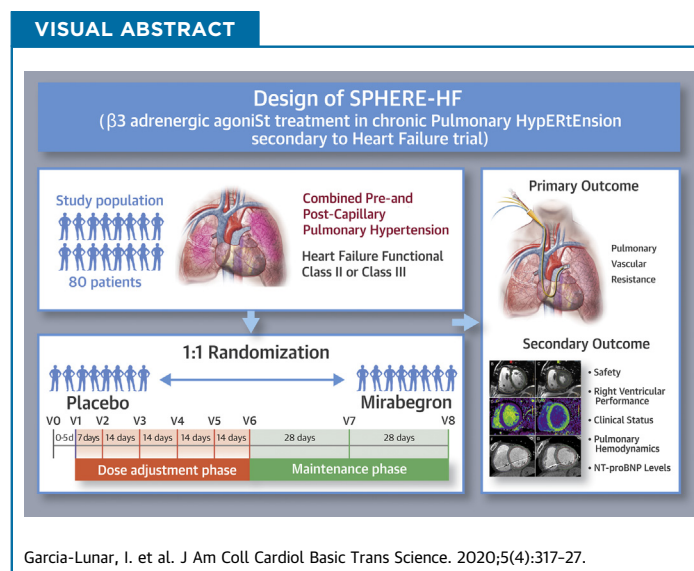 VISUAL ABSTRACT
Design of SPHERE-HF
(β3 adrenergic agoniSt treatment in chronic Pulmonary HypERtEnsion
secondary to Heart Failure trial)
Study population
80 patients
Combined Pre-and
Post-Capillary
Pulmonary Hypertension
Heart Failure Functional
Class II or Class III
1:1 Randomization
Placebo
Mirabegron
V0 V1 V2 V3 V4 V5 V6 V7 V8
0-5d 7 days 14 days 14 days 14 days 14 days 28 days 28 days
Dose adjustment phase
Maintenance phase
Primary Outcome
Pulmonary
Vascular
Resistance
Secondary Outcome
• Safety
• Right Ventricular
Performance
• Clinical Status
• Pulmonary
Hemodynamics
• NT-proBNP Levels
Garcia-Lunar, I. et al. J Am Coll Cardiol Basic Trans Science. 2020;5(4):317–27.